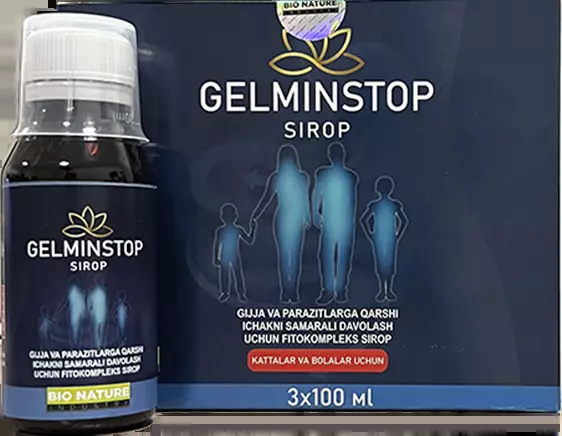 BIO NATURE
GELMINSTOP
SIROP
GIJJA VA PARAZITLARGA QARSHI
ICHAKNI SAMARALI DAVOLASH
UCHUN FITOKOMPLEKS SIROP
KATTALAR VA BOLALAR UCHUN
3x100 мл
GELMINSTOP
SIROP
GIJJA VA PARAZITLARGA QARSHI
ICHAKNI SAMARALI DAVOLASH
UCHUN FITOKOMPLEKS SIROP
BIO NATURE